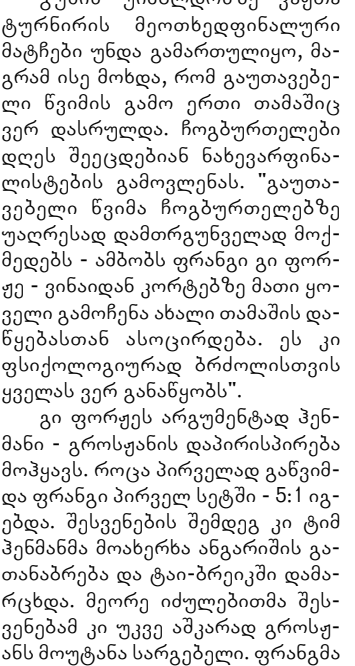 ტურნირის მეოთხედფინალური
მატჩები უნდა გამართულიყო, მა-
გრამ ისე მოხდა, რომ გაუთავებე-
ლი წვიმის გამო ერთი თამაშიც
ვერ დასრულდა. ჩოგბურთელები
დღეს შეეცდებიან ნახევარფინა-
ლისტების გამოვლენას. "გაუთა-
ვებელი წვიმა ჩოგბურთელებზე
უაღრესად დამთრგუნველად მოქ-
მედებს - ამბობს ფრანგი გი ფორ-
ჟე - ვინაიდან კორტებზე მათი ყო-
ველი გამოჩენა ახალი თამაშის და-
წყებასთან ასოცირდება. ეს კი
ფსიქოლოგიურად ბრძოლისთვის
ყველას ვერ განაწყობს".
გი ფორჟეს არგუმენტად ჰენ-
მანი - გროსჟანის დაპირისპირება
მოჰყავს. როცა პირველად გაწვიმ-
და ფრანგი პირველ სეტში - 5:1 იგ-
ებდა. შესვენების შემდეგ კი ტიმ
ჰენმანმა მოახერხა ანგარიშის გა-
თანაბრება და ტაი-ბრეიკში დამა-
რცხდა. მეორე იძულებითმა შეს-
ვენებამ კი უკვე აშკარად გროსჟ-
ანს მოუტანა სარგებელი. ფრანგმა